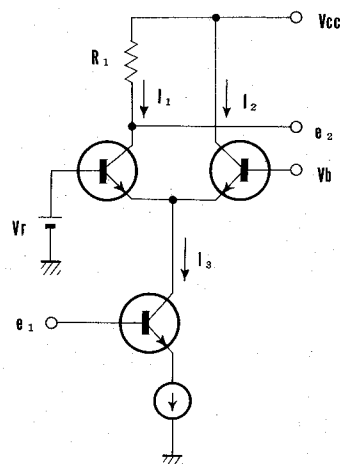 Vcc
R₁
I₁
I₂
e₂
Vb
Vr
I₃
e₁